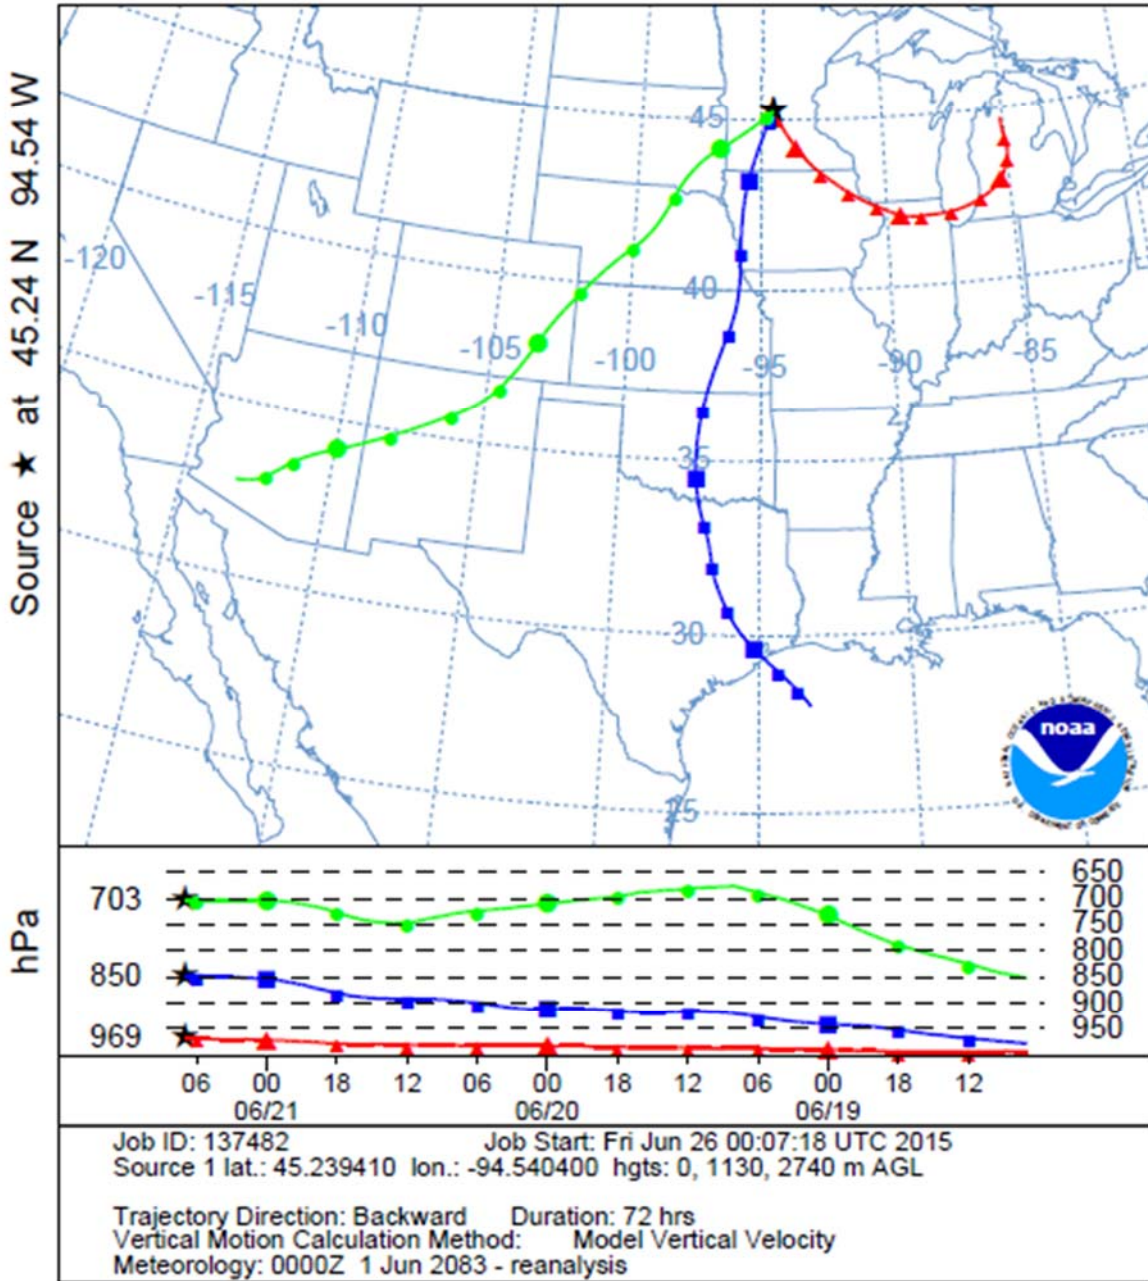 Source ★ at 45.24 N 94.54 W
45
-120
-115
40
-110
-105
-100
-95
-90
-85
35
30
25
noaa
hPa
703
850
969
650
700
750
800
850
900
950
06 00 18 12 06 00 18 12 06 00 18 12
06/21 06/20 06/19
Job ID: 137482 Job Start: Fri Jun 26 00:07:18 UTC 2015
Source 1 lat.: 45.239410 lon.: -94.540400 hgts: 0, 1130, 2740 m AGL
Trajectory Direction: Backward Duration: 72 hrs
Vertical Motion Calculation Method: Model Vertical Velocity
Meteorology: 0000Z 1 Jun 2083 - reanalysis